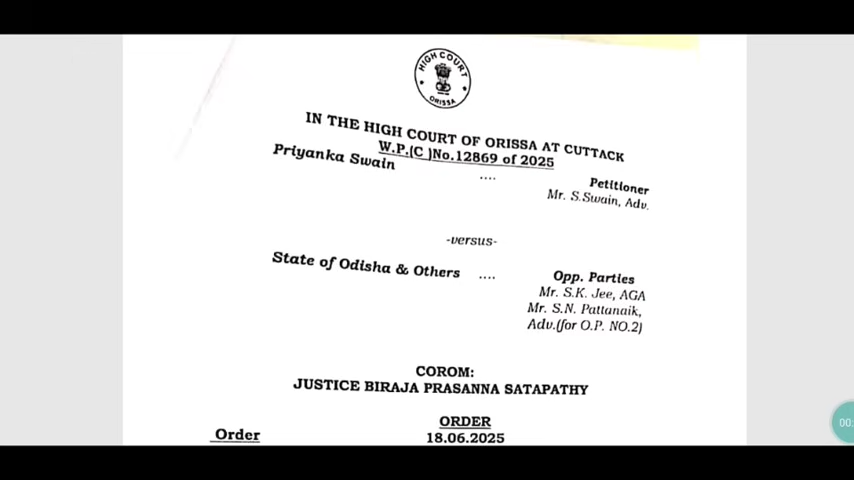 HIGH COURT
ORISSA
IN THE HIGH COURT OF ORISSA AT CUTTACK
W.P.(C )No.12869 of 2025
Priyanka Swain .... Petitioner
Mr. S.Swain, Adv.
-versus-
State of Odisha & Others .... Opp. Parties
Mr. S.K. Jee, AGA
Mr. S.N. Pattanaik,
Adv.(for O.P. NO.2)
COROM:
JUSTICE BIRAJA PRASANNA SATAPATHY
ORDER
Order 18.06.2025
00: